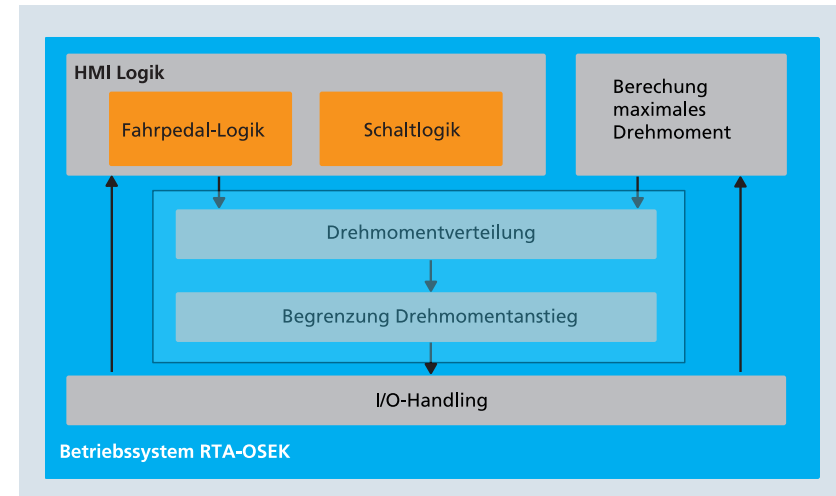 HMI Logik
Fahrpedal-Logik
Schaltlogik
Berechung
maximales
Drehmoment
Drehmomentverteilung
Begrenzung Drehmomentanstieg
I/O-Handling
Betriebssystem RTA-OSEK